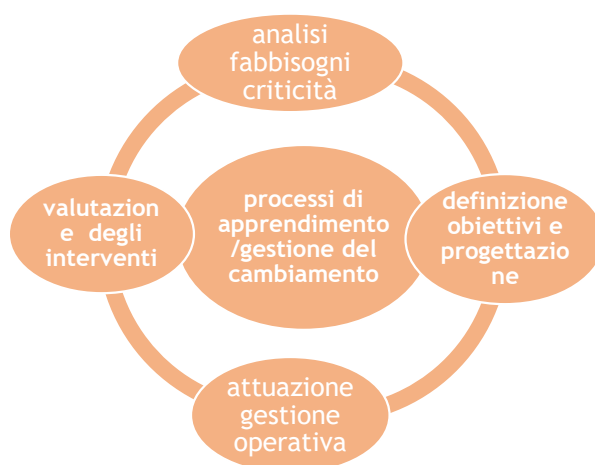 analisi
fabbisogni
criticità
processi di
apprendimento
/gestione del
cambiamento
definizione
obiettivi e
progettazio
ne
valutazion
e degli
interventi
attuazione
gestione
operativa